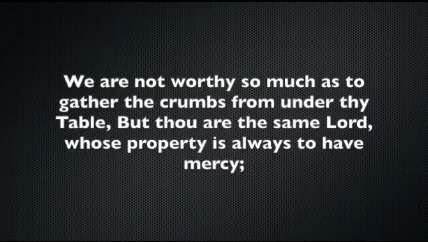 We are not worthy so much as to
gather the crumbs from under thy
Table, But thou are the same Lord,
whose property is always to have
mercy;